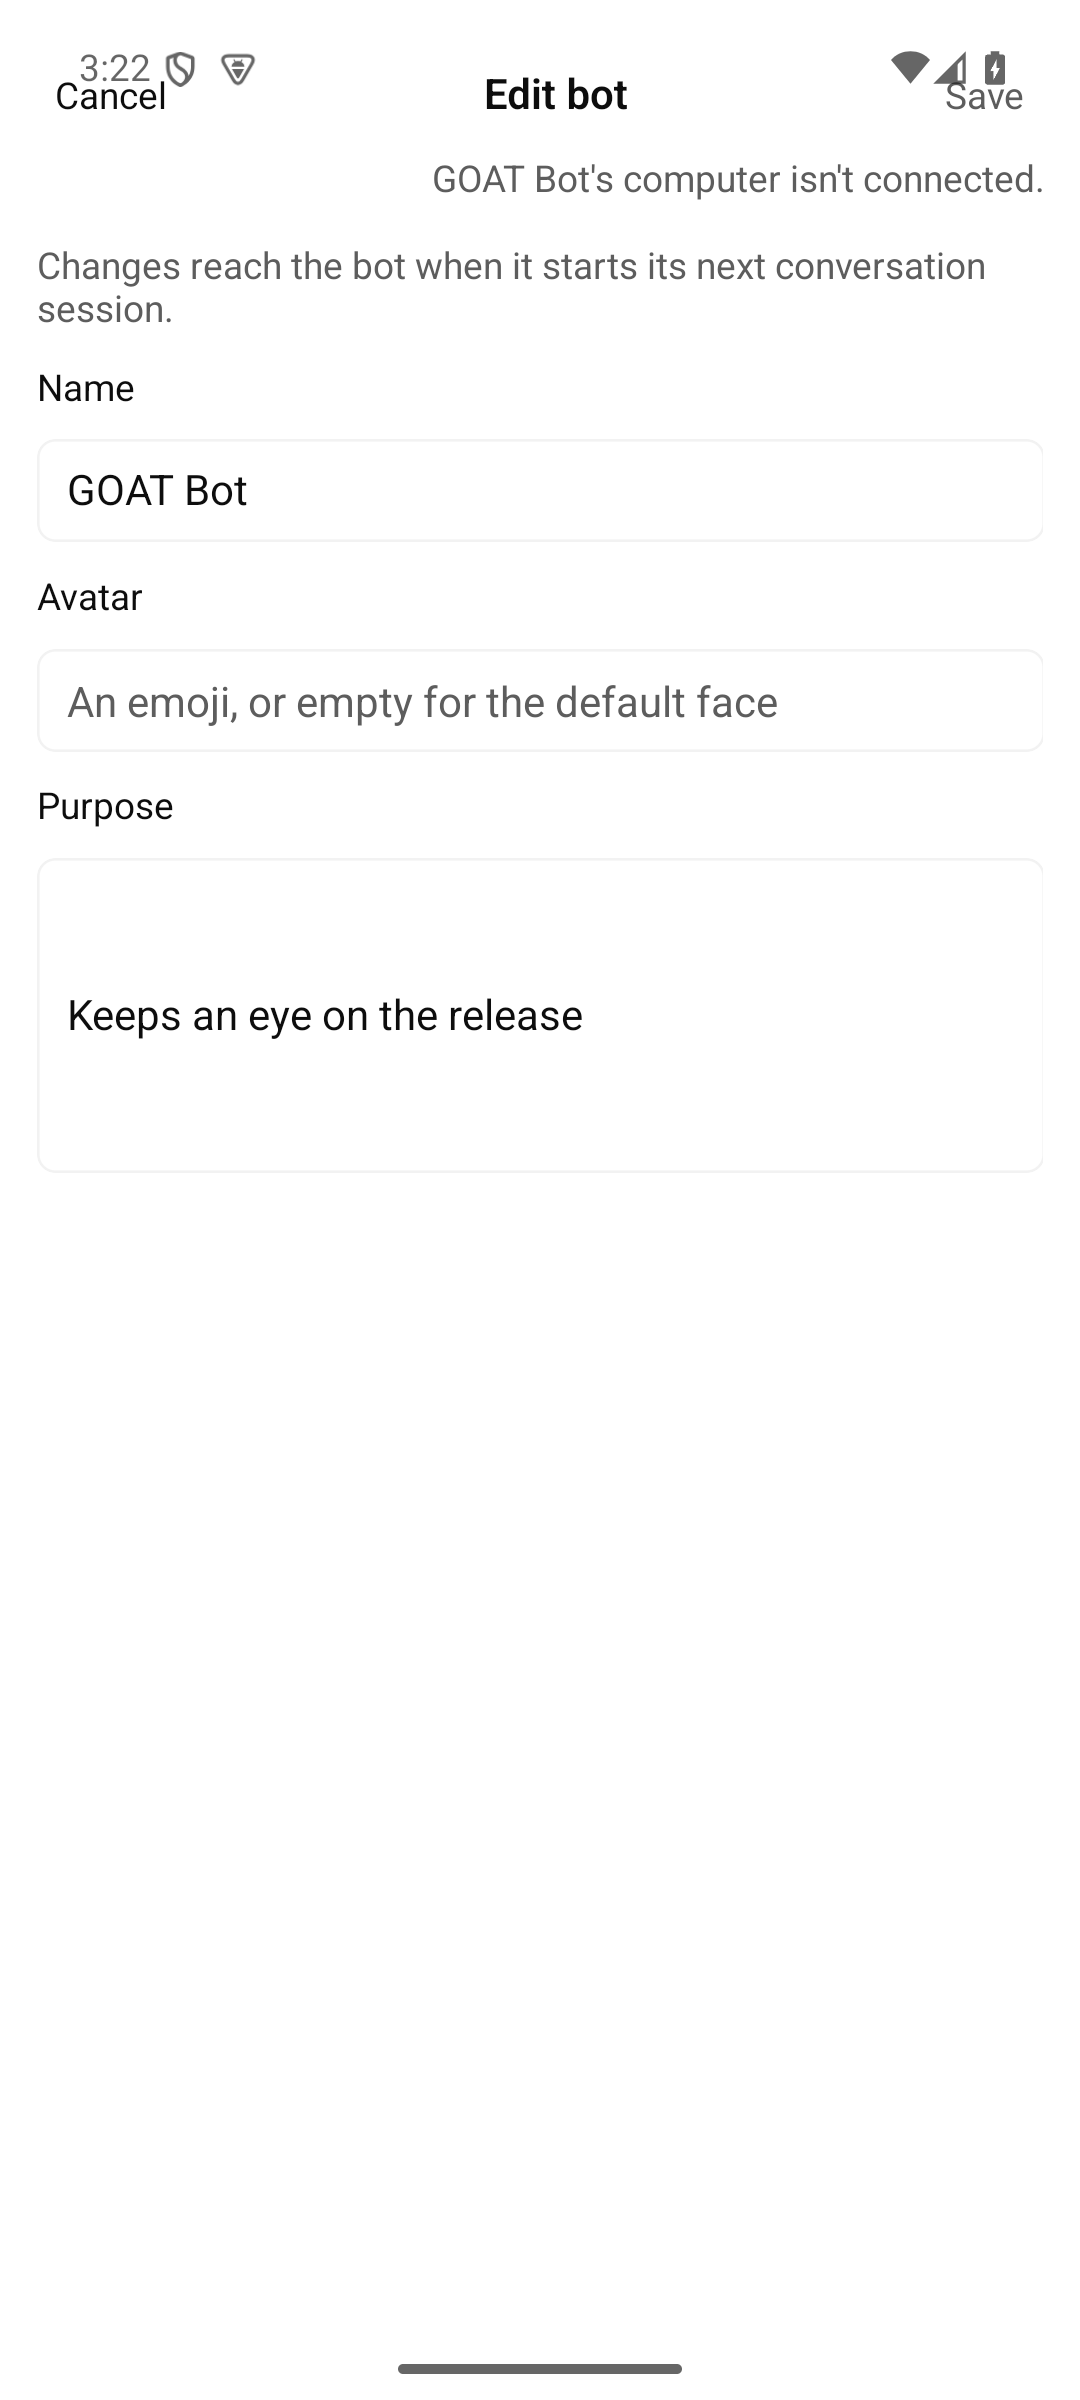 3:22
Cancel
Edit bot
Save
GOAT Bot's computer isn't connected.
Changes reach the bot when it starts its next conversation
session.
Name
GOAT Bot
Avatar
An emoji, or empty for the default face
Purpose
Keeps an eye on the release